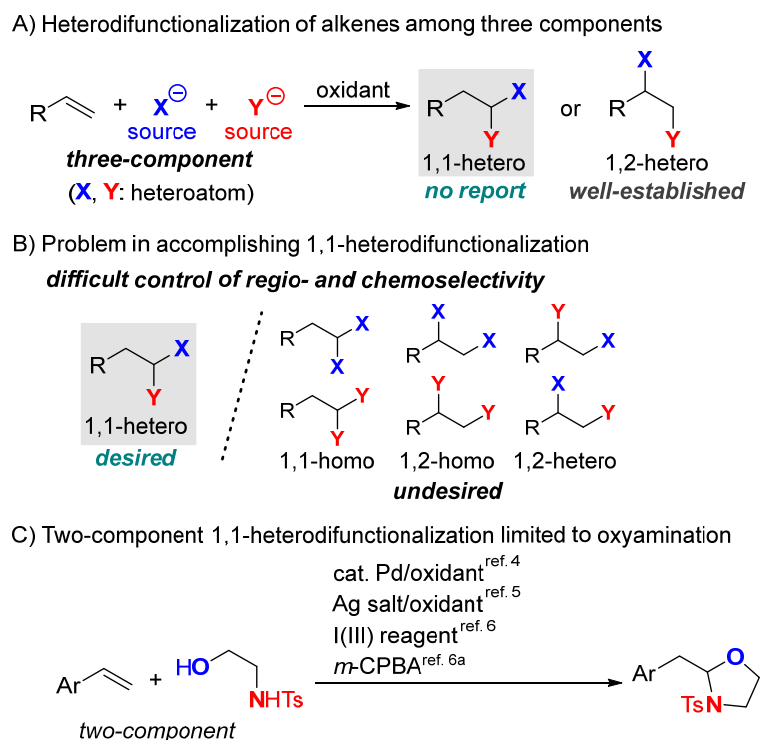 A) Heterodifunctionalization of alkenes among three components
R + X⊖ + Y⊖ oxidant R X Y or X R Y
source source
three-component
(X, Y: heteroatom)
1,1-hetero 1,2-hetero
no report well-established
B) Problem in accomplishing 1,1-heterodifunctionalization
difficult control of regio- and chemoselectivity
R X Y
1,1-hetero
desired
R X X R X X R Y X
R Y Y R Y Y R X Y
1,1-homo 1,2-homo 1,2-hetero
undesired
C) Two-component 1,1-heterodifunctionalization limited to oxyamination
cat. Pd/oxidant ref. 4
Ag salt/oxidant ref. 5
I(III) reagent ref. 6
m-CPBA ref. 6a
Ar + HO NHTs Ar O TsN
two-component